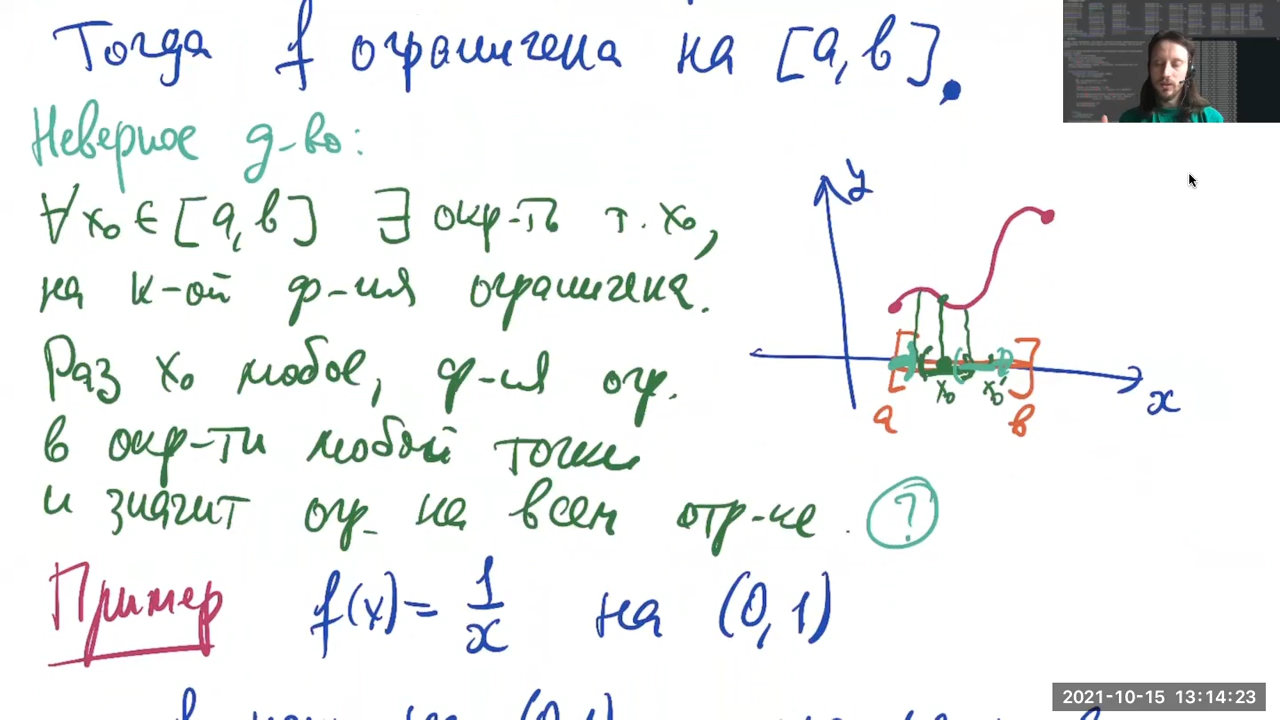 Тогда f ограничена на [a, b].
Неверное д-во:
∀x₀ ∈ [a, b] ∃ окр-ть т. x₀,
на к-ой ф-ия ограничена.
Раз x₀ любое, ф-ия огр.
в окр-ти любой точки
и значит огр. на всем отр-ке. ?
y
x₀ x₀'
x
a b
Пример f(x) = 1/x на (0, 1)
2021-10-15 13:14:23